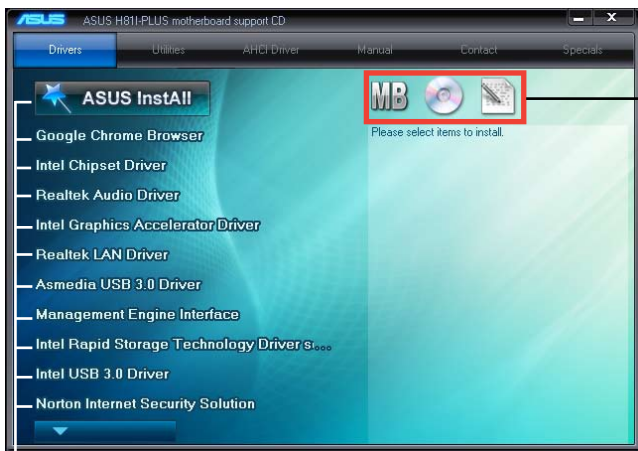 ASUS ASUS H81I-PLUS motherboard support CD
Drivers Utilities AHCI Driver Manual Contact Specials
ASUS InstAll
MB
Please select items to install.
Google Chrome Browser
Intel Chipset Driver
Realtek Audio Driver
Intel Graphics Accelerator Driver
Realtek LAN Driver
Asmedia USB 3.0 Driver
Management Engine Interface
Intel Rapid Storage Technology Driver s...
Intel USB 3.0 Driver
Norton Internet Security Solution